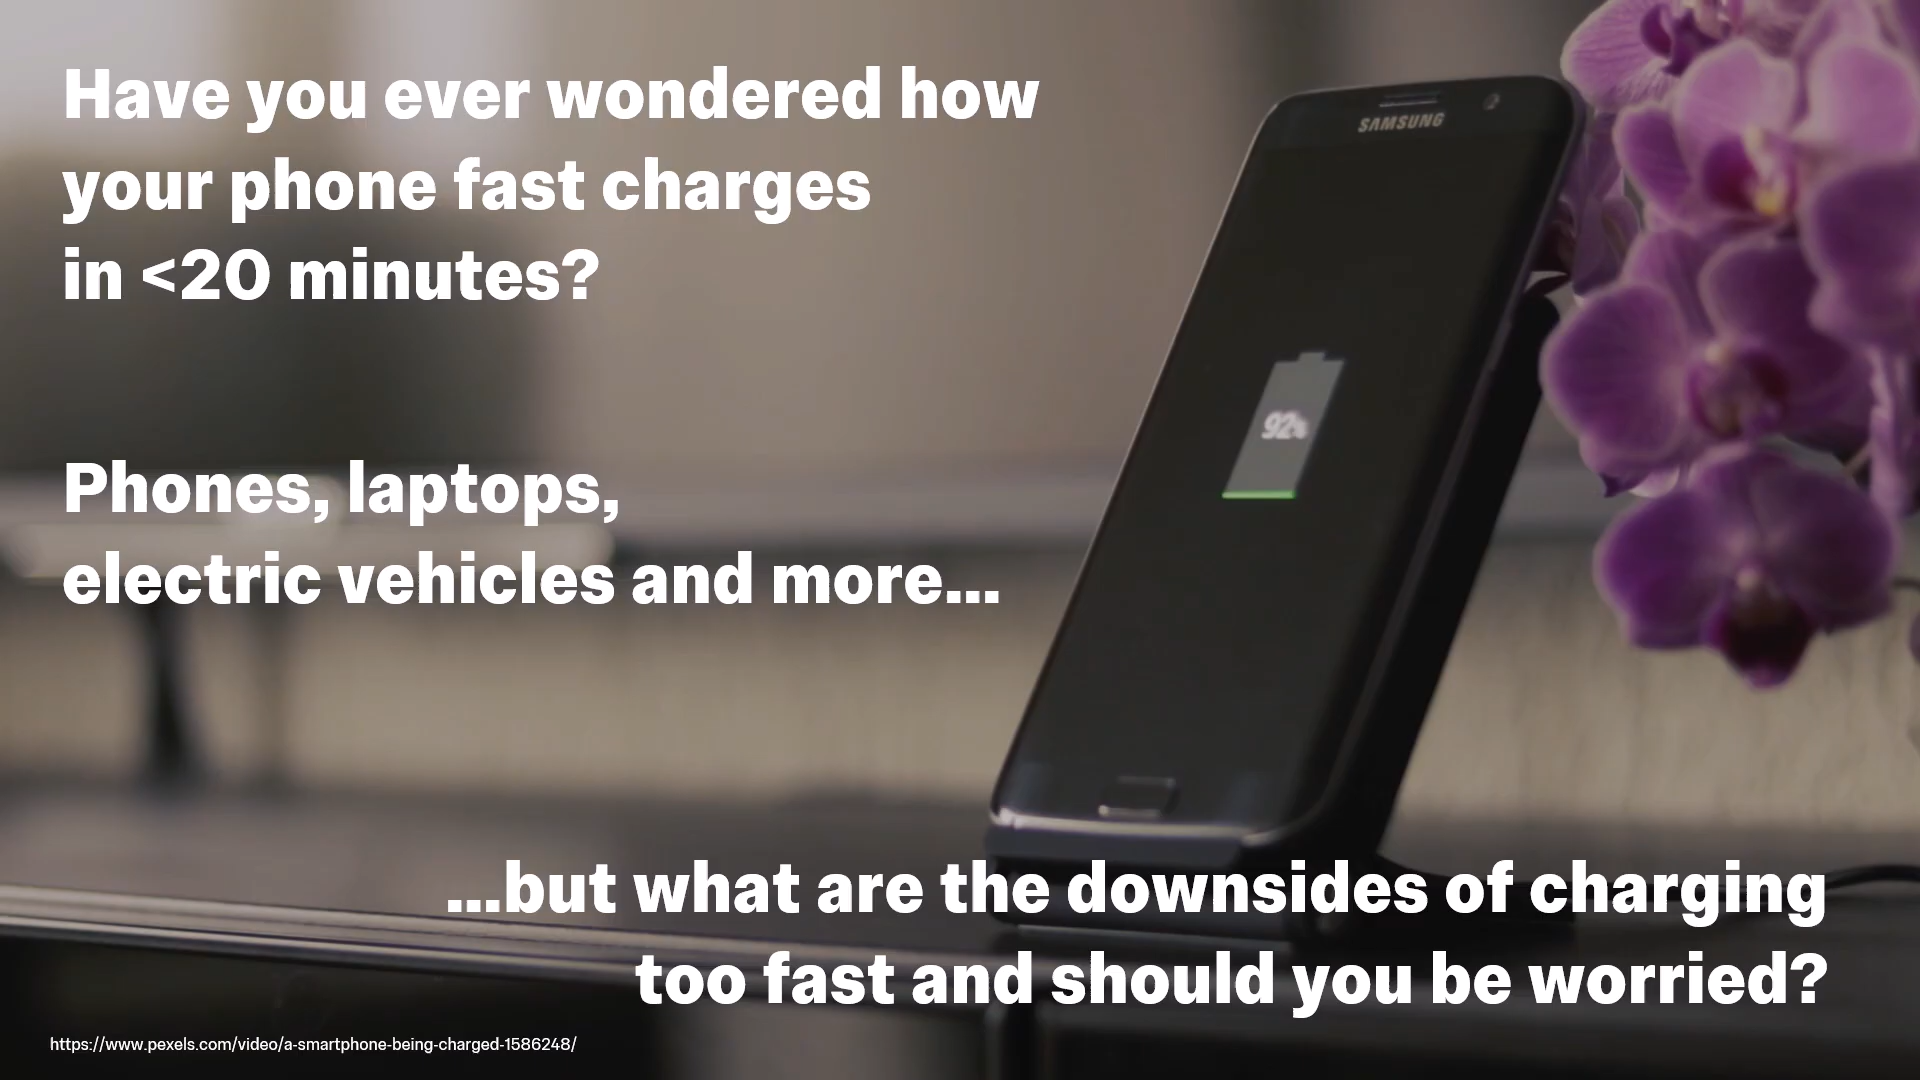 Have you ever wondered how
your phone fast charges
in <20 minutes?
SAMSUNG
92%
Phones, laptops,
electric vehicles and more...
...but what are the downsides of charging
too fast and should you be worried?
https://www.pexels.com/video/a-smartphone-being-charged-1586248/